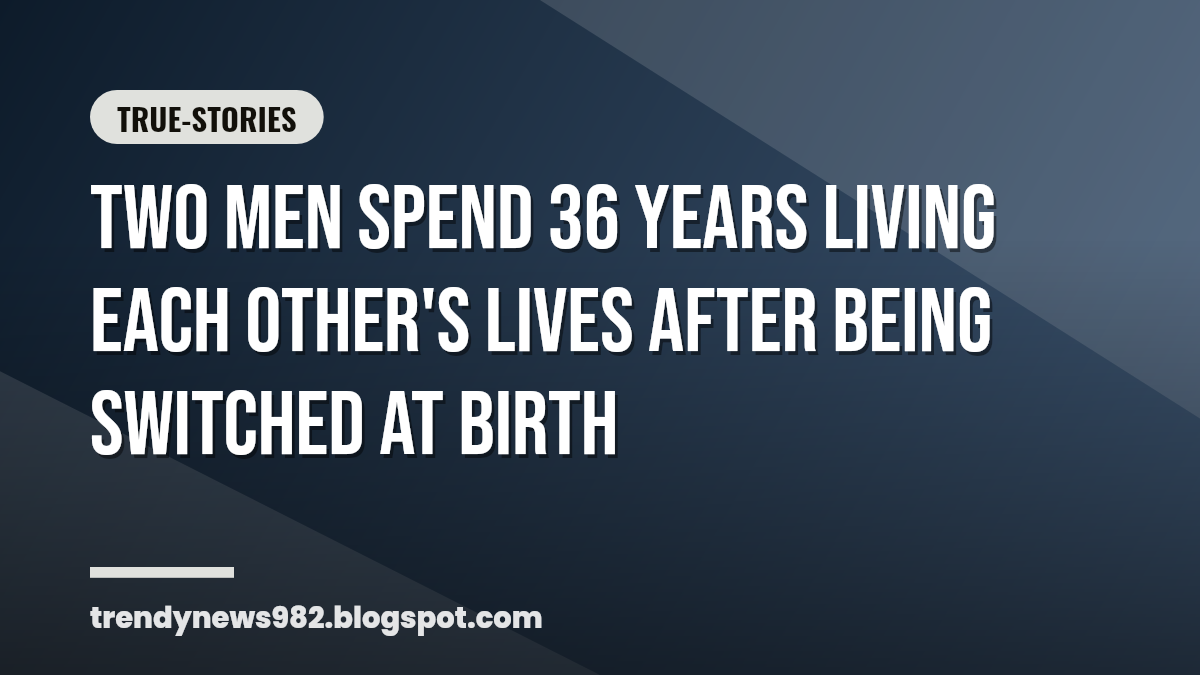 TRUE-STORIES
TWO MEN SPEND 36 YEARS LIVING
EACH OTHER'S LIVES AFTER BEING
SWITCHED AT BIRTH
trendynews982.blogspot.com